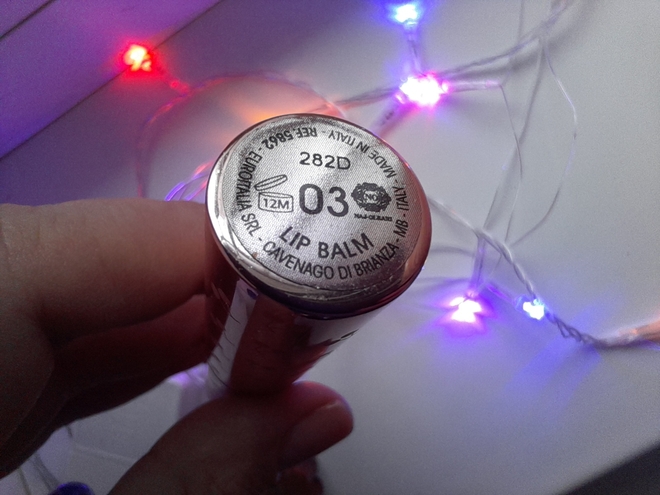 282D
12M 03
LIP BALM
EUROITALIA SRL - CAVENAGO DI BRIANZA - MB - ITALY - MADE IN ITALY - REF.5862 -